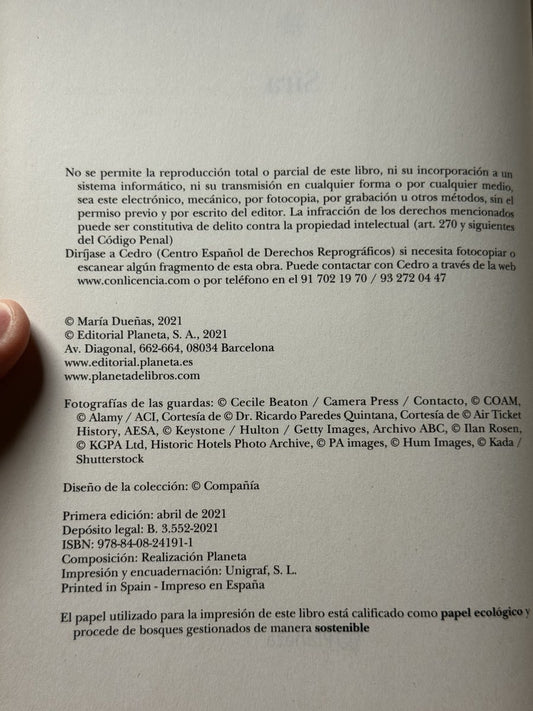 Sira
No se permite la reproducción total o parcial de este libro, ni su incorporación a un
sistema informático, ni su transmisión en cualquier forma o por cualquier medio,
sea este electrónico, mecánico, por fotocopia, por grabación u otros métodos, sin el
permiso previo y por escrito del editor. La infracción de los derechos mencionados
puede ser constitutiva de delito contra la propiedad intelectual (art. 270 y siguientes
del Código Penal)
Diríjase a Cedro (Centro Español de Derechos Reprográficos) si necesita fotocopiar o
escanear algún fragmento de esta obra. Puede contactar con Cedro a través de la web
www.conlicencia.com o por teléfono en el 91 702 19 70 / 93 272 04 47
© María Dueñas, 2021
© Editorial Planeta, S. A., 2021
Av. Diagonal, 662-664, 08034 Barcelona
www.editorial.planeta.es
www.planetadelibros.com
Fotografías de las guardas: © Cecile Beaton / Camera Press / Contacto, © COAM,
© Alamy / ACI, Cortesía de © Dr. Ricardo Paredes Quintana, Cortesía de © Air Ticket
History, AESA, © Keystone / Hulton / Getty Images, Archivo ABC, © Ilan Rosen,
© KGPA Ltd, Historic Hotels Photo Archive, © PA images, © Hum Images, © Kada /
Shutterstock
Diseño de la colección: © Compañía
Primera edición: abril de 2021
Depósito legal: B. 3.552-2021
ISBN: 978-84-08-24191-1
Composición: Realización Planeta
Impresión y encuadernación: Unigraf, S. L.
Printed in Spain - Impreso en España
El papel utilizado para la impresión de este libro está calificado como papel ecológico y
procede de bosques gestionados de manera sostenible